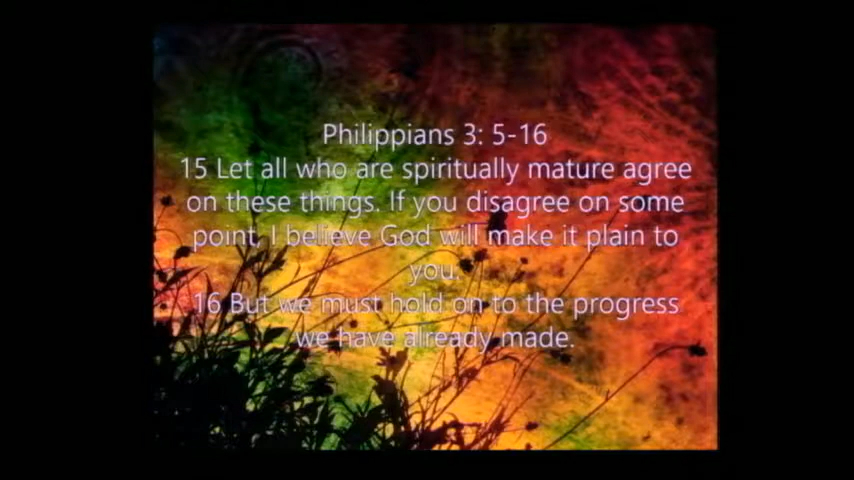 Philippians 3: 5-16
15 Let all who are spiritually mature agree
on these things. If you disagree on some
point, I believe God will make it plain to
you.
16 But we must hold on to the progress
we have already made.